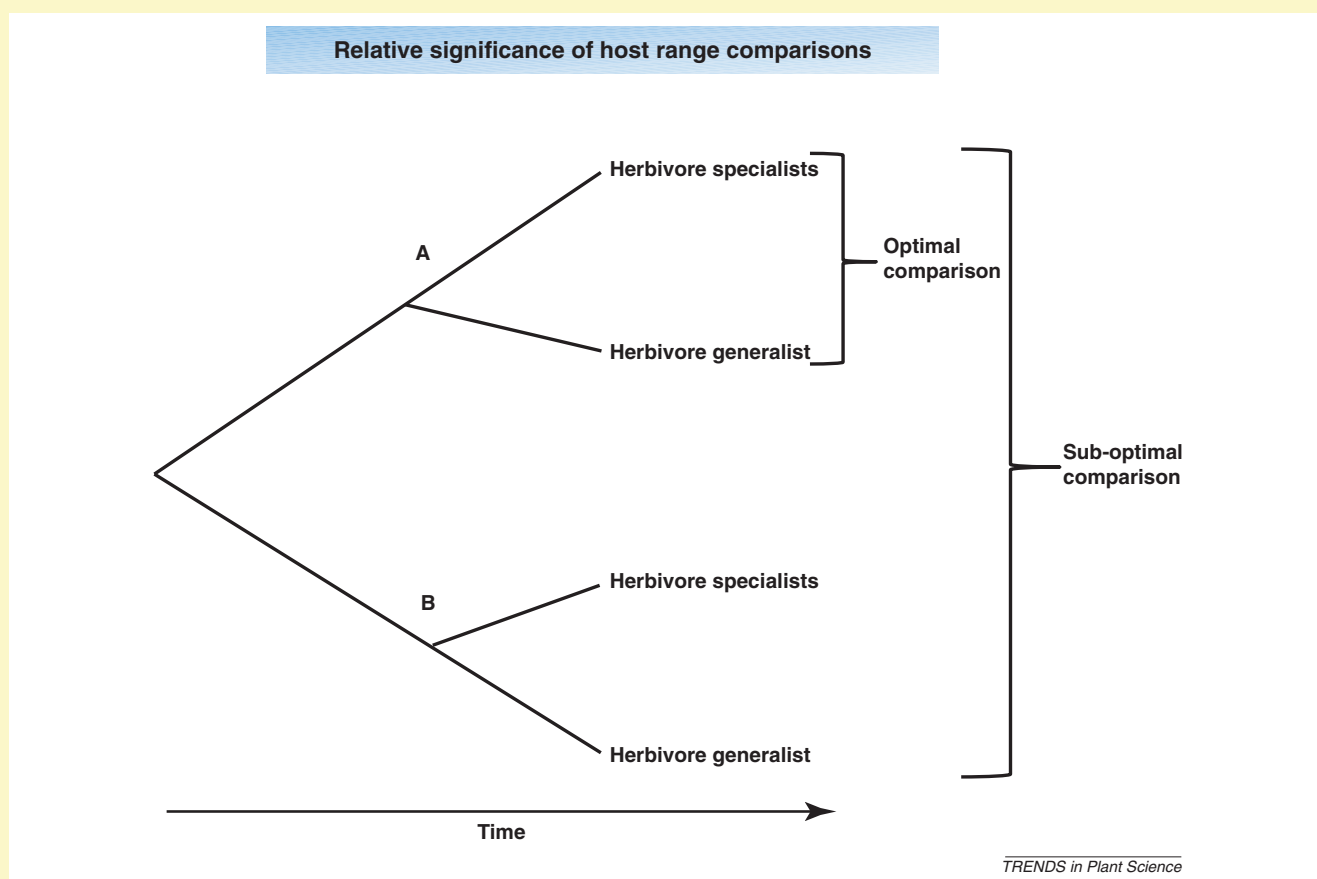 Relative significance of host range comparisons
Herbivore specialists
A
Optimal
comparison
Herbivore generalist
Sub-optimal
comparison
Herbivore specialists
B
Herbivore generalist
Time
TRENDS in Plant Science